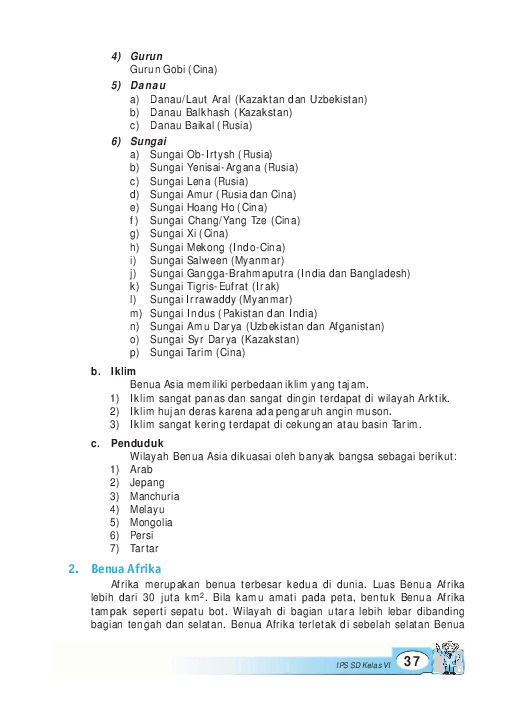 4) Gurun
Gurun Gobi (Cina)
5) Danau
a) Danau/Laut Aral (Kazaktan dan Uzbekistan)
b) Danau Balkhash (Kazakstan)
c) Danau Baikal (Rusia)
6) Sungai
a) Sungai Ob-Irtysh (Rusia)
b) Sungai Yenisai-Argana (Rusia)
c) Sungai Lena (Rusia)
d) Sungai Amur (Rusia dan Cina)
e) Sungai Hoang Ho (Cina)
f) Sungai Chang/Yang Tze (Cina)
g) Sungai Xi (Cina)
h) Sungai Mekong (Indo-Cina)
i) Sungai Salween (Myanmar)
j) Sungai Gangga-Brahmaputra (India dan Bangladesh)
k) Sungai Tigris-Eufrat (Irak)
l) Sungai Irrawaddy (Myanmar)
m) Sungai Indus (Pakistan dan India)
n) Sungai Amu Darya (Uzbekistan dan Afganistan)
o) Sungai Syr Darya (Kazakstan)
p) Sungai Tarim (Cina)
b. Iklim
Benua Asia memiliki perbedaan iklim yang tajam.
1) Iklim sangat panas dan sangat dingin terdapat di wilayah Arktik.
2) Iklim hujan deras karena ada pengaruh angin muson.
3) Iklim sangat kering terdapat di cekungan atau basin Tarim.
c. Penduduk
Wilayah Benua Asia dikuasai oleh banyak bangsa sebagai berikut:
1) Arab
2) Jepang
3) Manchuria
4) Melayu
5) Mongolia
6) Persi
7) Tartar
2. Benua Afrika
Afrika merupakan benua terbesar kedua di dunia. Luas Benua Afrika
lebih dari 30 juta km². Bila kamu amati pada peta, bentuk Benua Afrika
tampak seperti sepatu bot. Wilayah di bagian utara lebih lebar dibanding
bagian tengah dan selatan. Benua Afrika terletak di sebelah selatan Benua
IPS SD Kelas VI 37